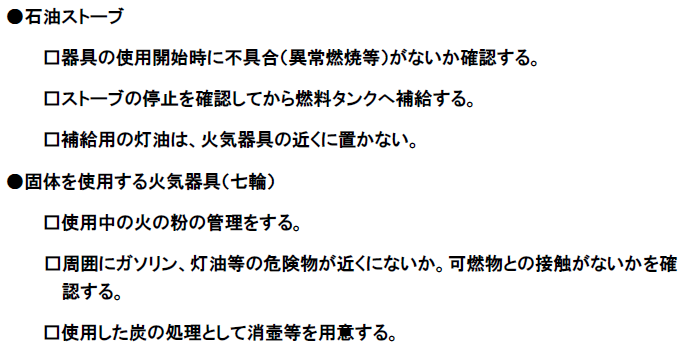 ●石油ストーブ
□器具の使用開始時に不具合(異常燃焼等)がないか確認する。
□ストーブの停止を確認してから燃料タンクへ補給する。
□補給用の灯油は、火気器具の近くに置かない。
●固体を使用する火気器具(七輪)
□使用中の火の粉の管理をする。
□周囲にガソリン、灯油等の危険物が近くにないか。可燃物との接触がないかを確
認する。
□使用した炭の処理として消壺等を用意する。